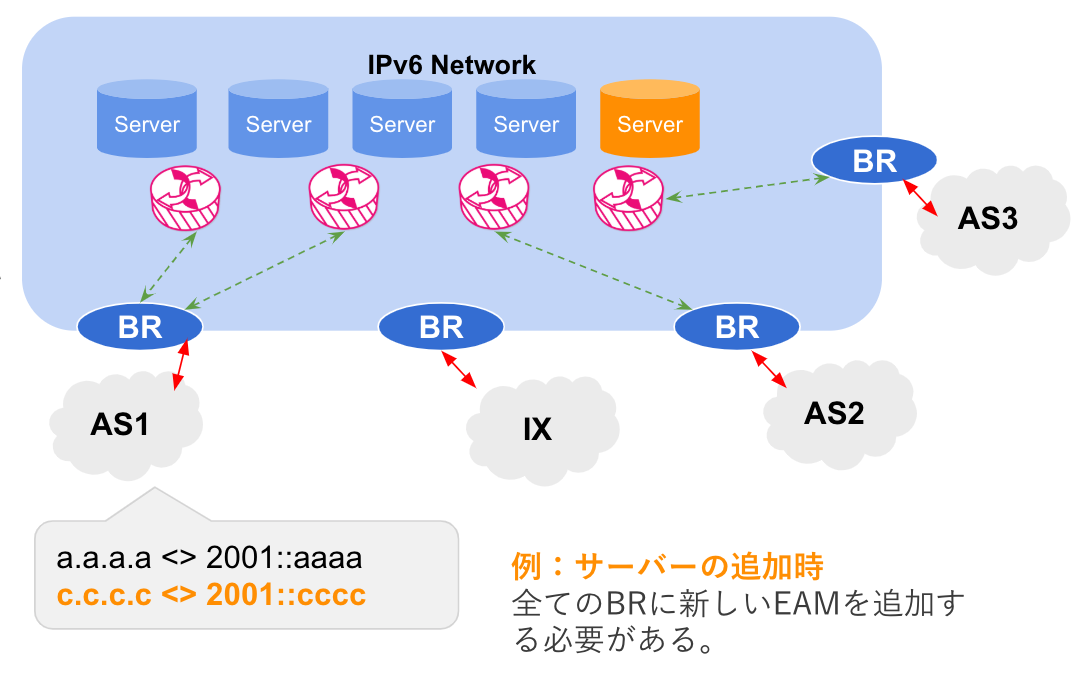 IPv6 Network
Server
Server
Server
Server
Server
BR
AS3
BR
BR
BR
AS1
IX
AS2
a.a.a.a <> 2001::aaaa
c.c.c.c <> 2001::cccc
例：サーバーの追加時
全てのBRに新しいEAMを追加す
る必要がある。